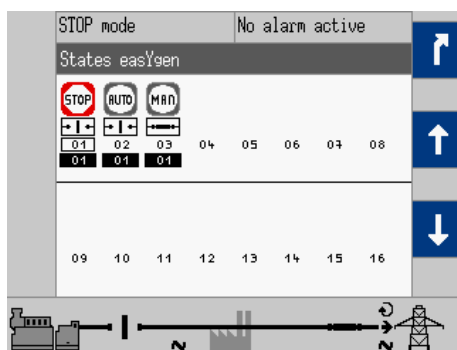 STOP mode No alarm active
States easYgen
STOP AUTO MAN
01 02 03 04 05 06 07 08
01 01 01
09 10 11 12 13 14 15 16